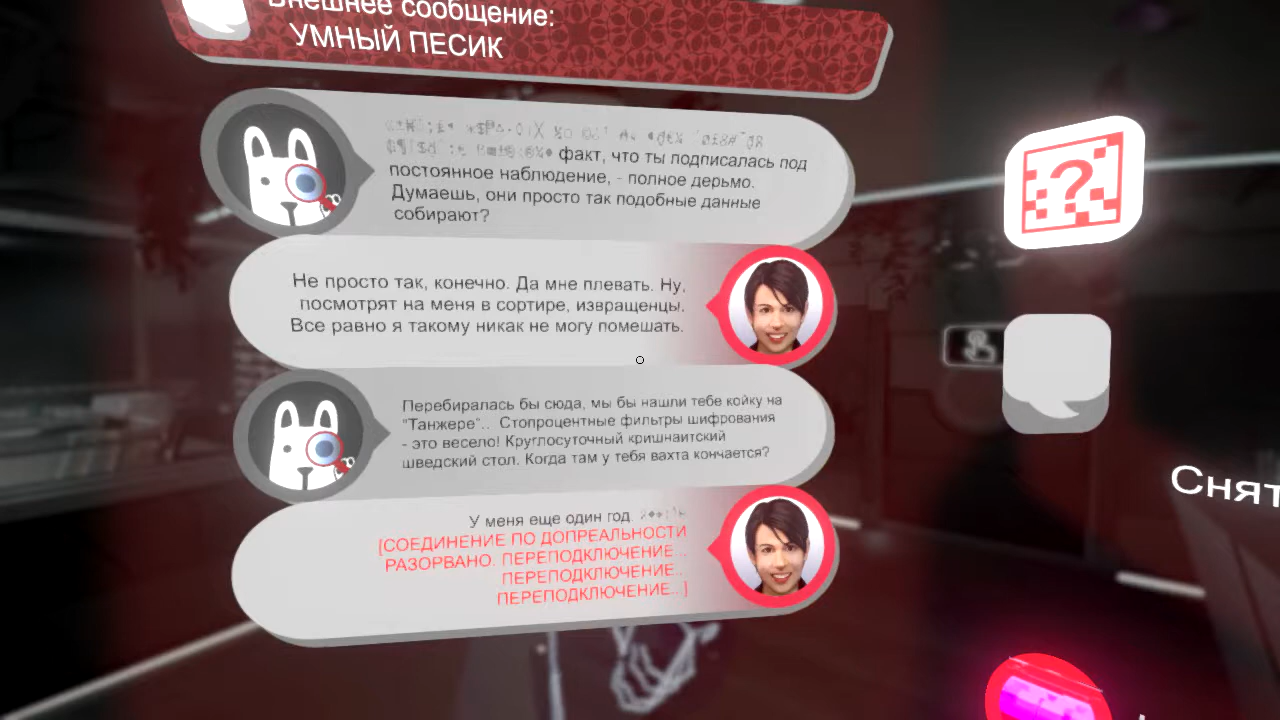 Внешнее сообщение:
УМНЫЙ ПЕСИК
факт, что ты подписалась под
постоянное наблюдение, - полное дерьмо.
Думаешь, они просто так подобные данные
собирают?
Не просто так, конечно. Да мне плевать. Ну,
посмотрят на меня в сортире, извращенцы.
Все равно я такому никак не могу помешать.
Перебиралась бы сюда, мы бы нашли тебе койку на
"Танжере".. Стопроцентные фильтры шифрования
- это весело! Круглосуточный кришнаитский
шведский стол. Когда там у тебя вахта кончается?
У меня еще один год.
[СОЕДИНЕНИЕ ПО ДОПРЕАЛЬНОСТИ
РАЗОРВАНО. ПЕРЕПОДКЛЮЧЕНИЕ...
ПЕРЕПОДКЛЮЧЕНИЕ..
ПЕРЕПОДКЛЮЧЕНИЕ..]
?
Снят